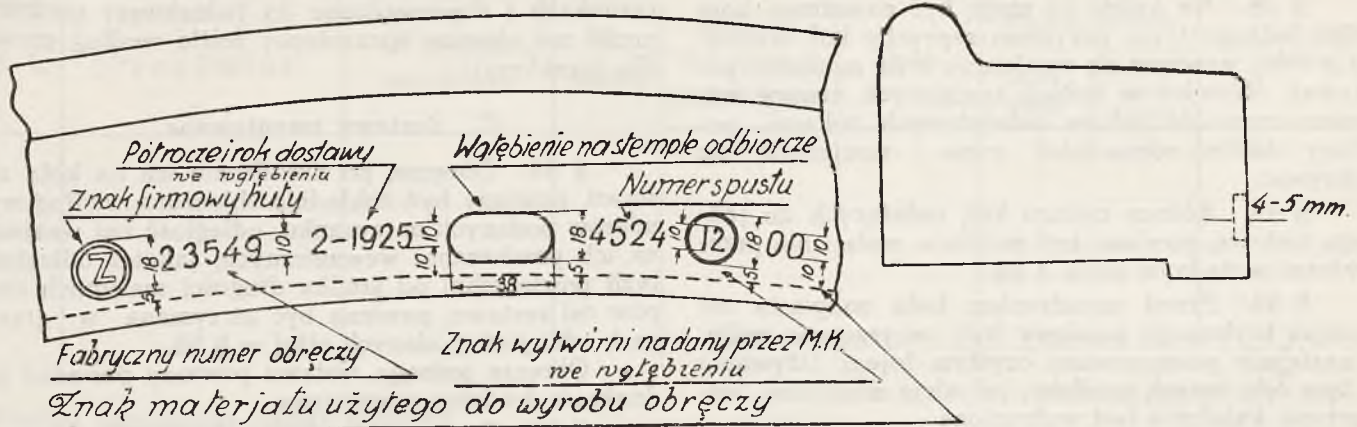 Półrocze i rok dostawy
we wgłębieniu
Wgłębienie na stemple odbiorcze
Znak firmowy huty
Numer spustu
4-5 mm.
Z 18 5 23549 10 2-1925 10 10 38 18 5 4524 10 12 18 4,5 00 10 10 5
Fabryczny numer obręczy
Znak wytwórni nadany przez M.K.
we wgłębieniu
Znak materjału użytego do wyrobu obręczy